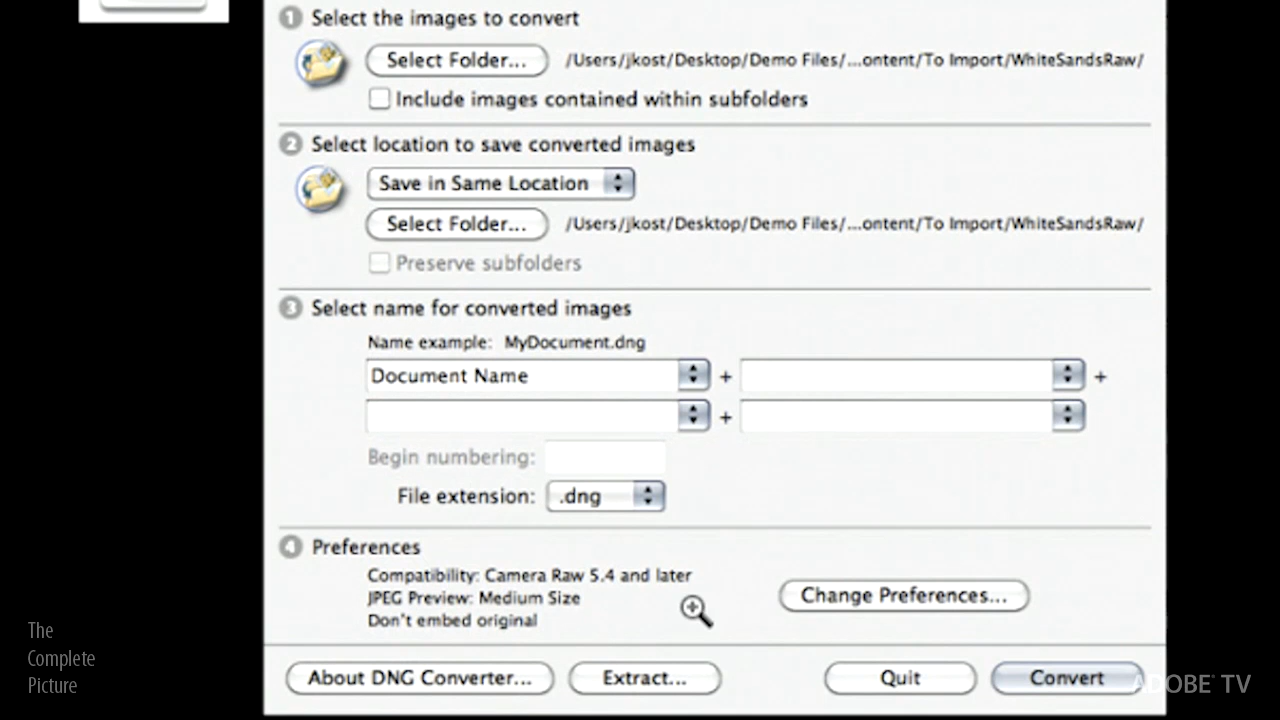 1 Select the images to convert
Select Folder... /Users/jkost/Desktop/Demo Files/...ontent/To Import/WhiteSandsRaw/
Include images contained within subfolders
2 Select location to save converted images
Save in Same Location
Select Folder... /Users/jkost/Desktop/Demo Files/...ontent/To Import/WhiteSandsRaw/
Preserve subfolders
3 Select name for converted images
Name example: MyDocument.dng
Document Name + +
+
Begin numbering:
File extension: .dng
4 Preferences
Compatibility: Camera Raw 5.4 and later
JPEG Preview: Medium Size
Don't embed original
Change Preferences...
About DNG Converter... Extract... Quit Convert
The
Complete
Picture
ADOBE TV